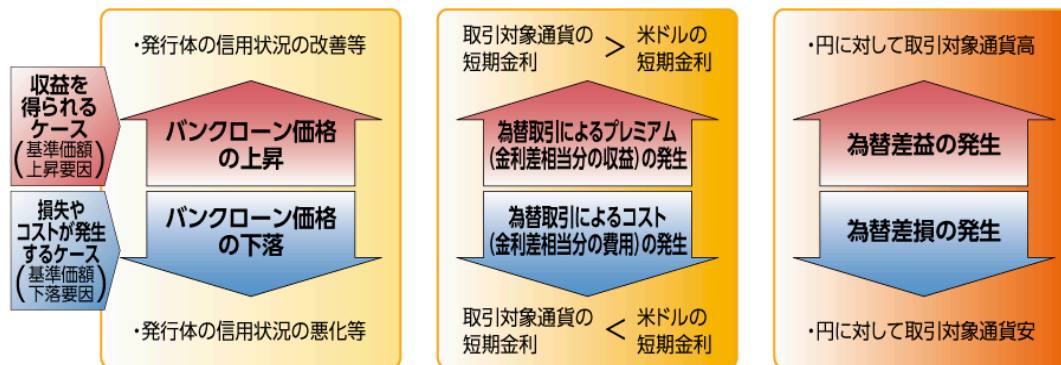 収益を
得られる
ケース
(基準価額
上昇要因)
損失や
コストが発生
するケース
(基準価額
下落要因)
・発行体の信用状況の改善等
バンクローン価格
の上昇
バンクローン価格
の下落
・発行体の信用状況の悪化等
取引対象通貨の
短期金利
>
米ドルの
短期金利
為替取引によるプレミアム
(金利差相当分の収益)の発生
為替取引によるコスト
(金利差相当分の費用)の発生
取引対象通貨の
短期金利
<
米ドルの
短期金利
・円に対して取引対象通貨高
為替差益の発生
為替差損の発生
・円に対して取引対象通貨安